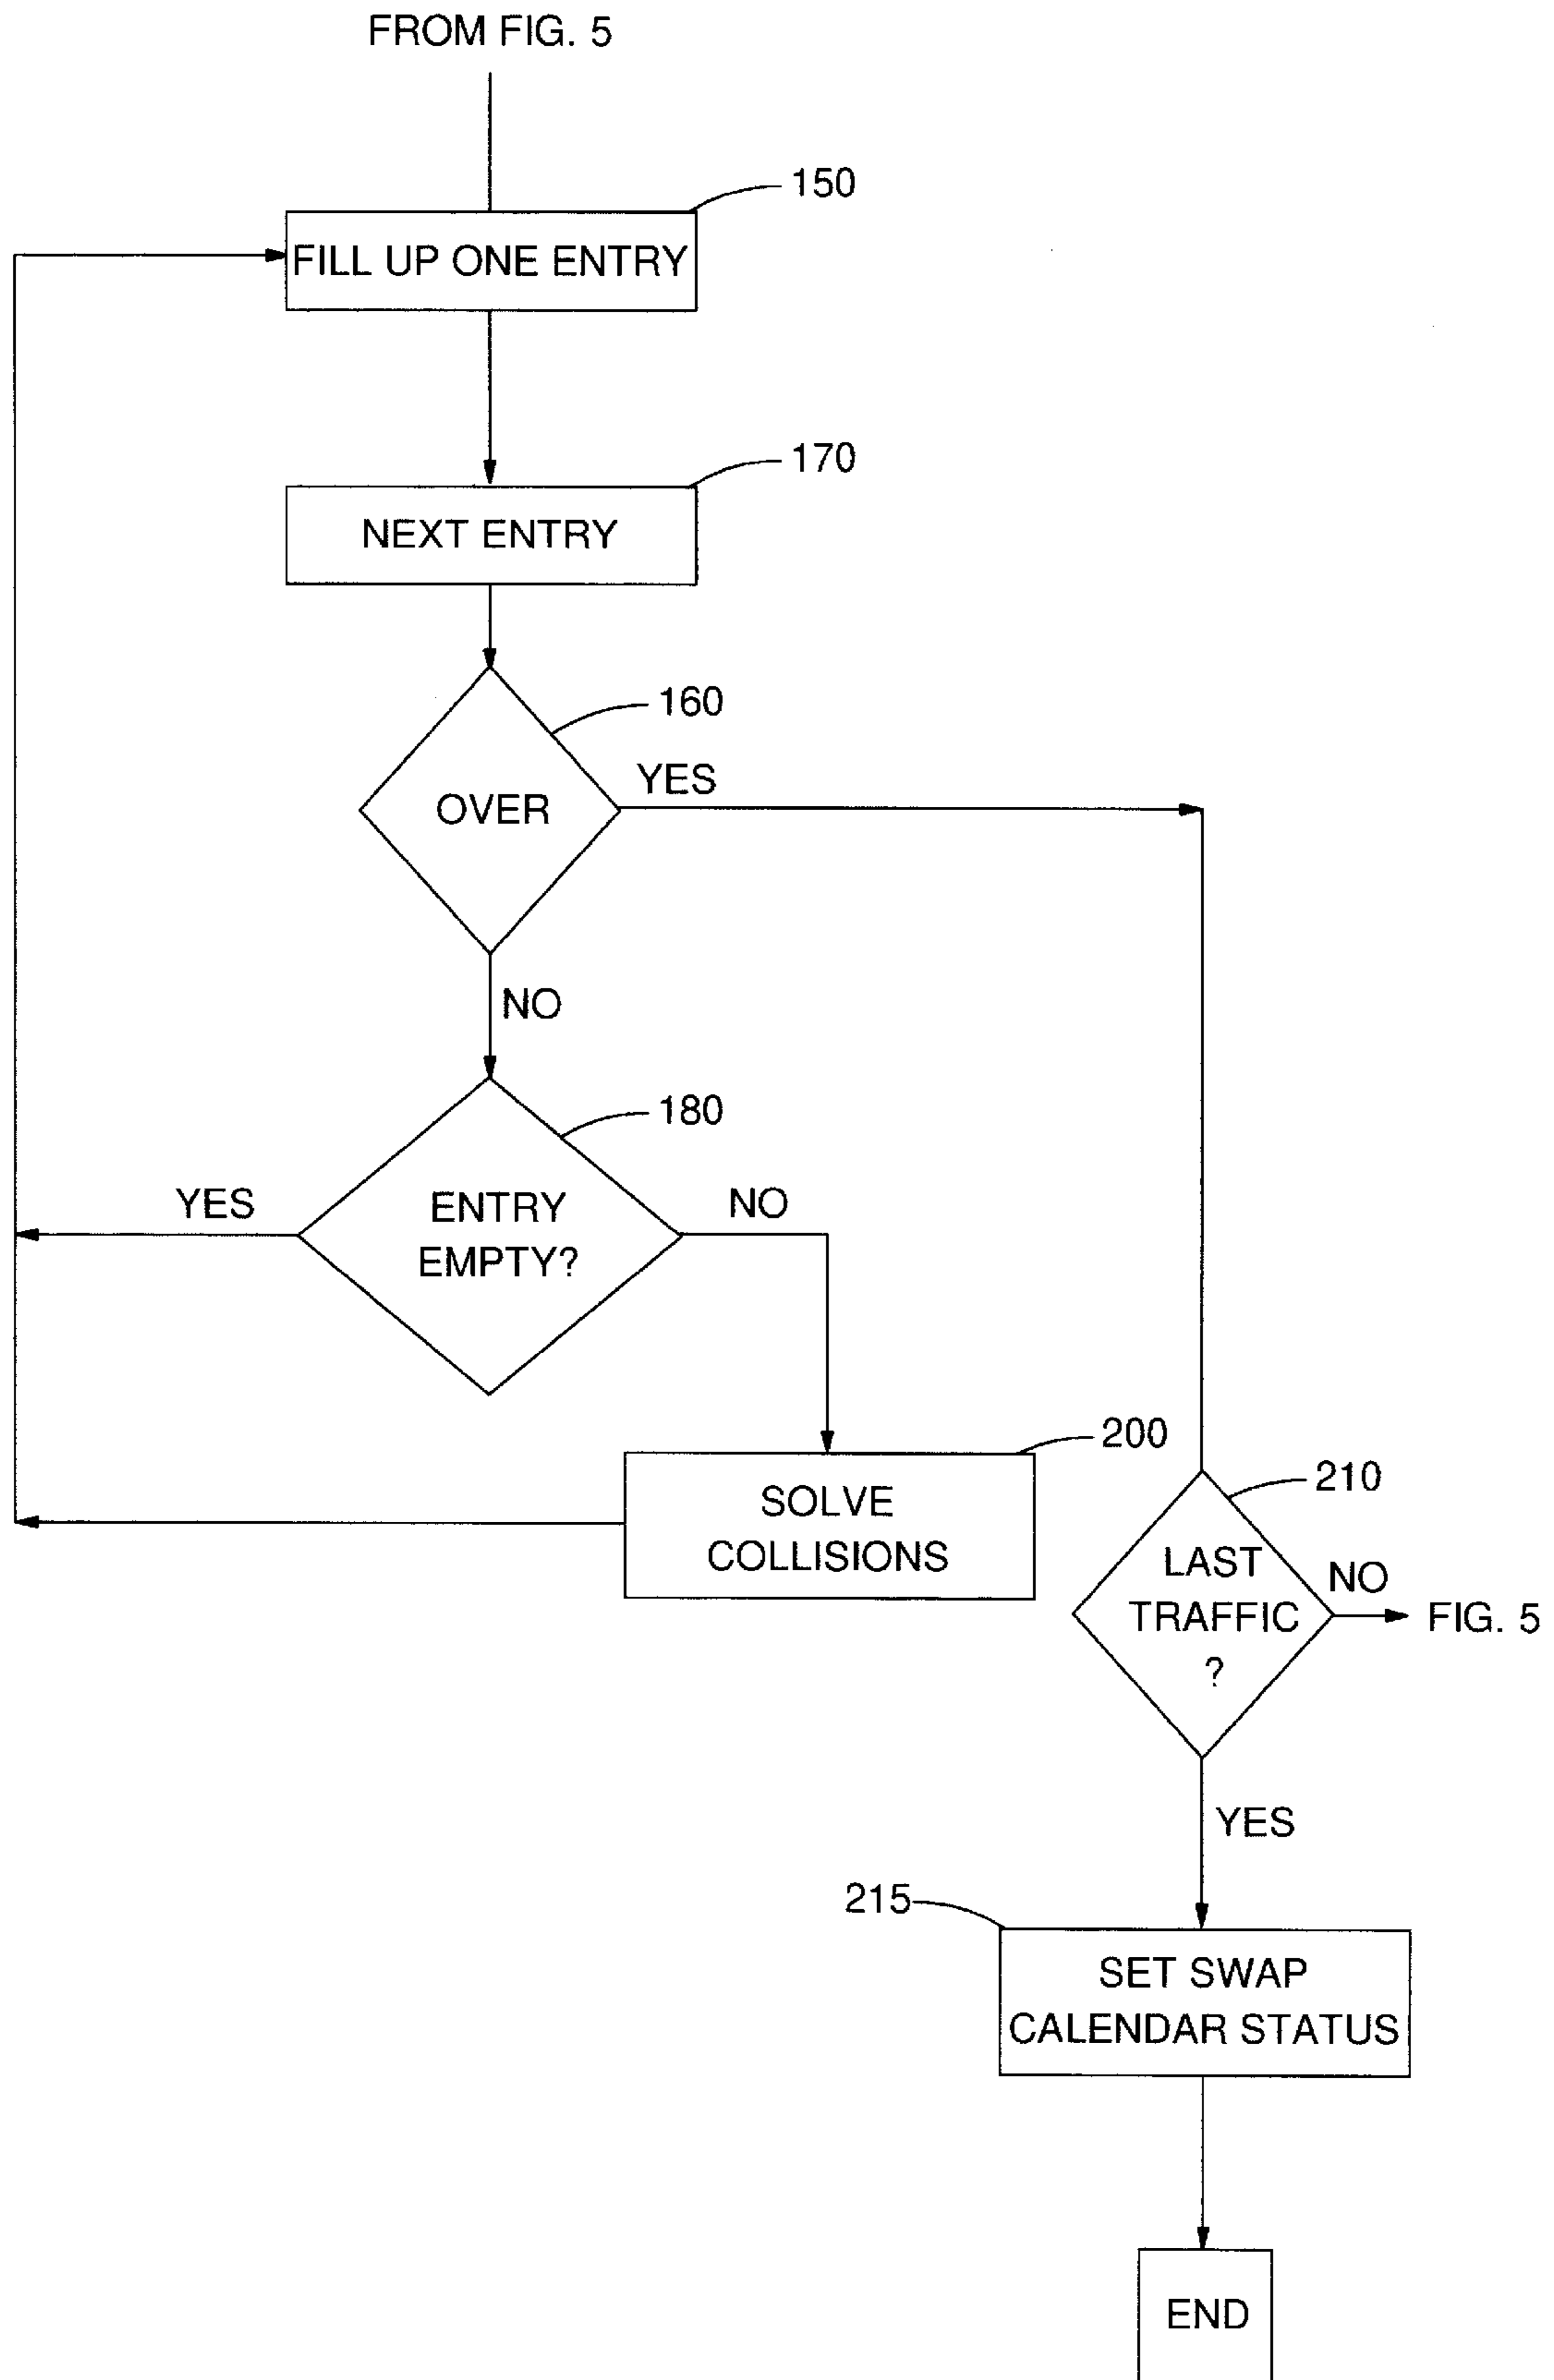 FROM FIG. 5
150
FILL UP ONE ENTRY
170
NEXT ENTRY
160
YES
OVER
NO
180
YES
ENTRY
EMPTY?
NO
200
SOLVE
COLLISIONS
210
LAST
TRAFFIC
?
NO
FIG. 5
YES
215
SET SWAP
CALENDAR STATUS
END